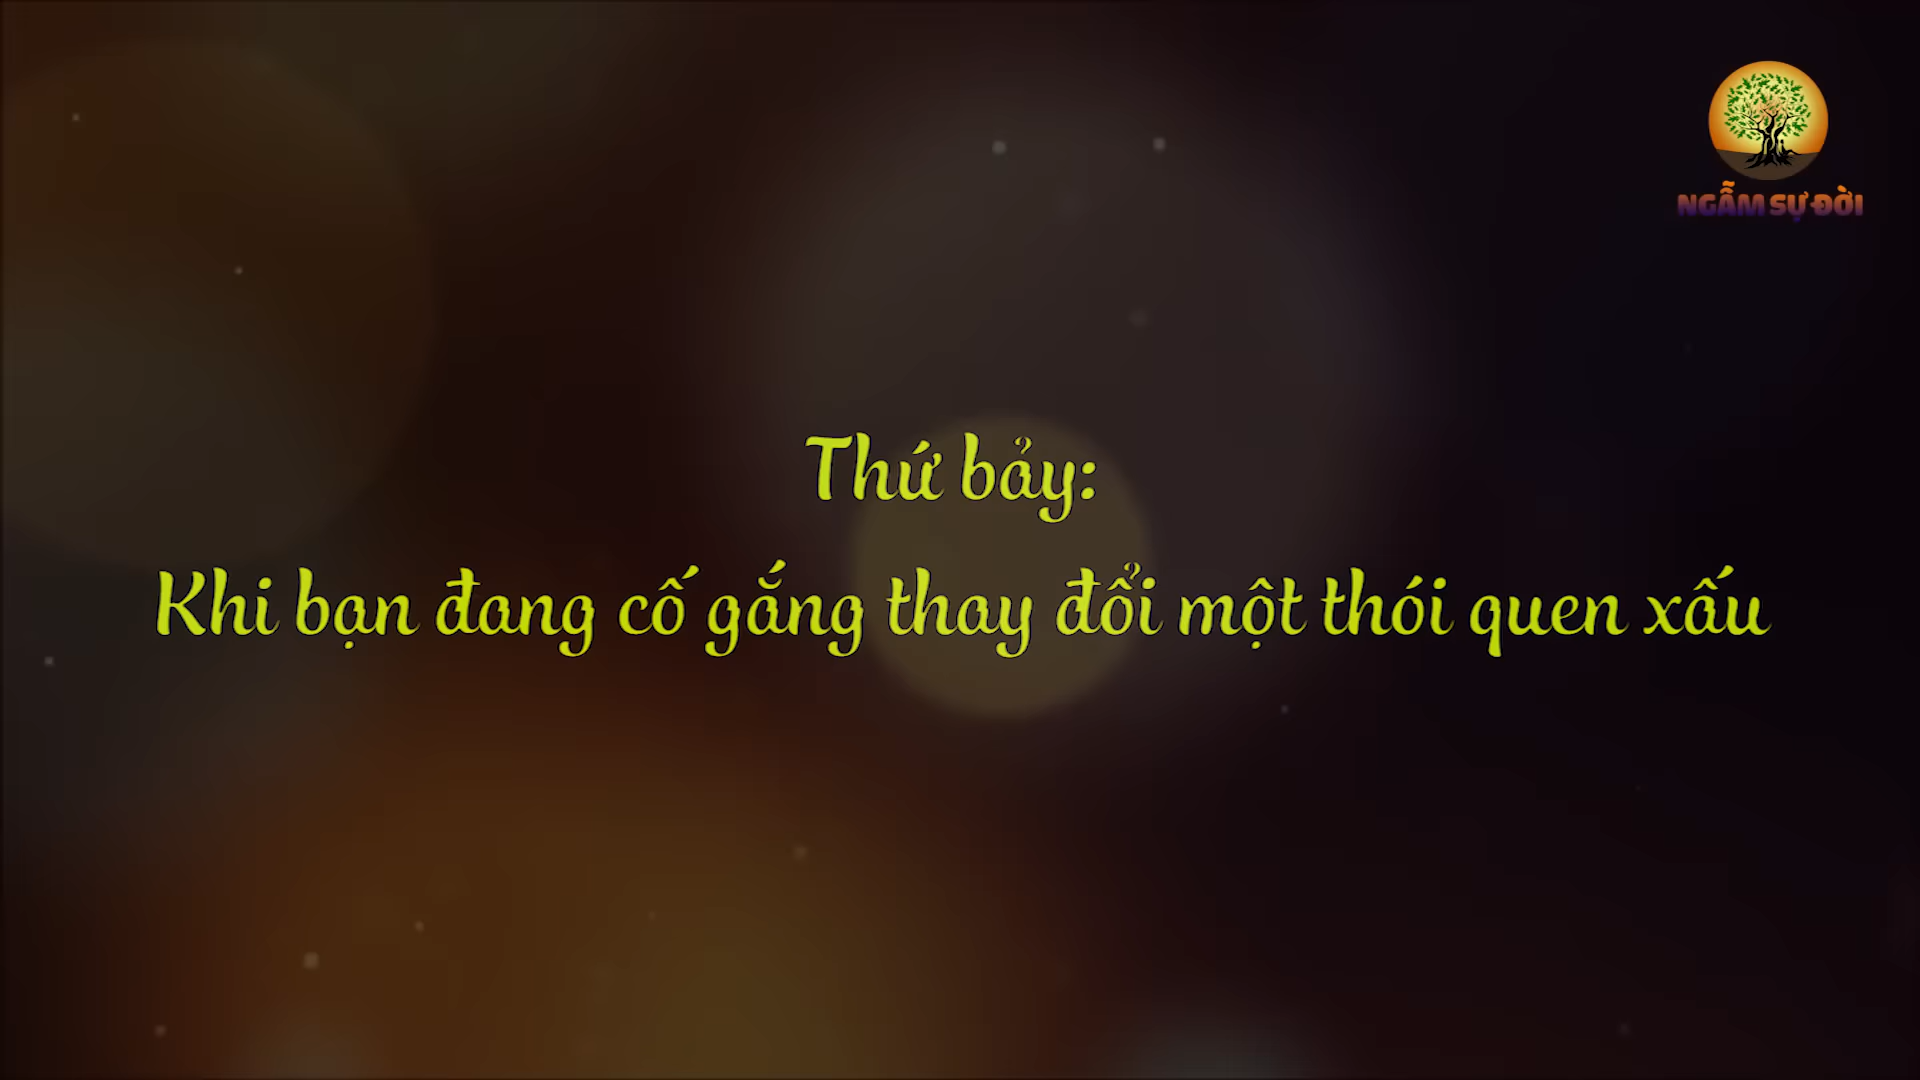 NGẪM SỰ ĐỜI
Thứ bảy:
Khi bạn đang cố gắng thay đổi một thói quen xấu